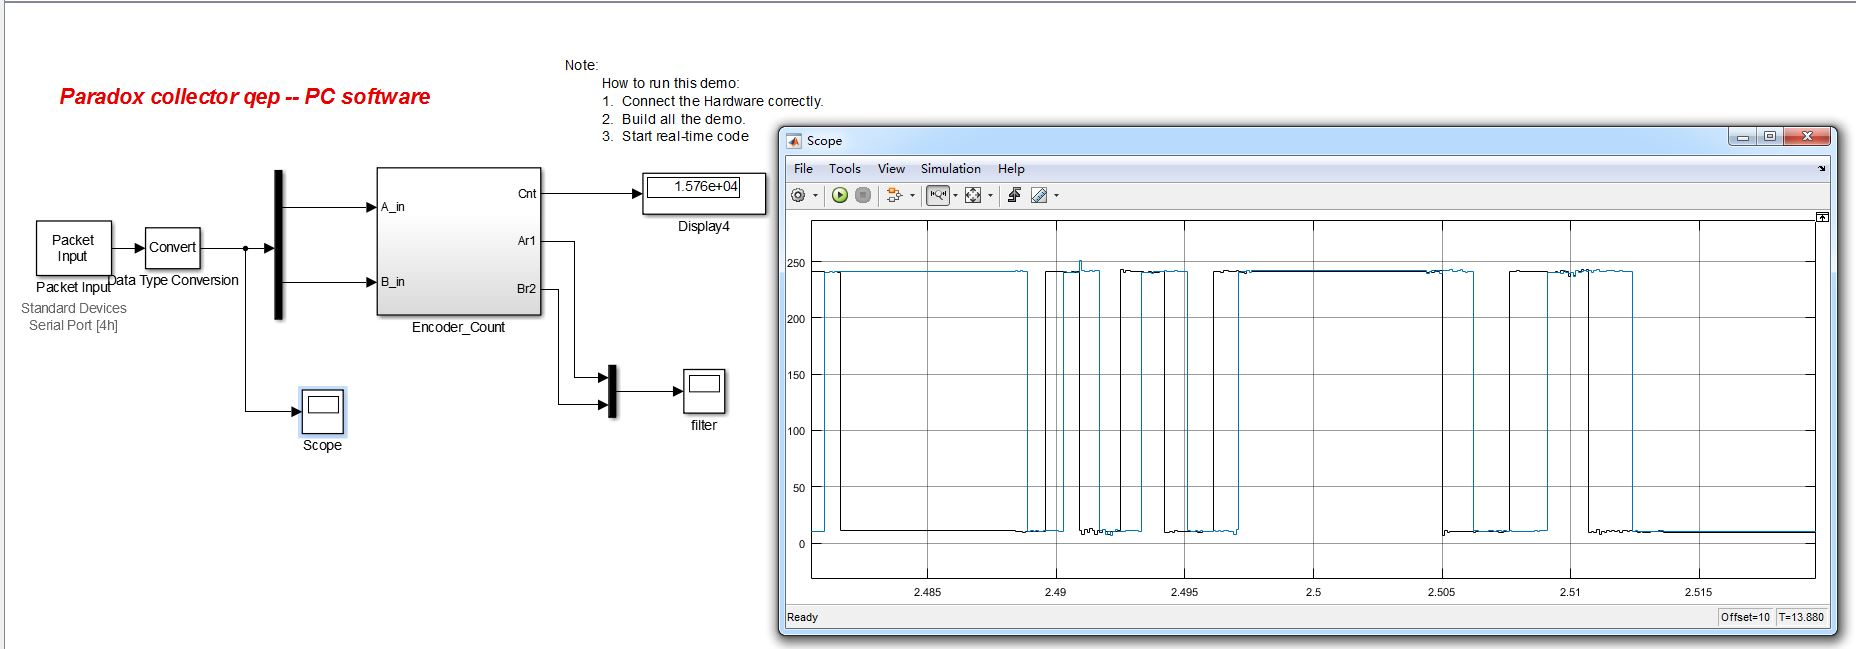 Paradox collector qep -- PC software
Note:
How to run this demo:
1. Connect the Hardware correctly.
2. Build all the demo.
3. Start real-time code
Packet
Input
Packet Input
Standard Devices
Serial Port [4h]
Convert
Data Type Conversion
A_in
B_in
Cnt
Ar1
Br2
Encoder_Count
1.576e+04
Display4
Scope
filter
Scope
File Tools View Simulation Help
250
200
150
100
50
0
2.485 2.49 2.495 2.5 2.505 2.51 2.515
Ready Offset=10 T=13.880